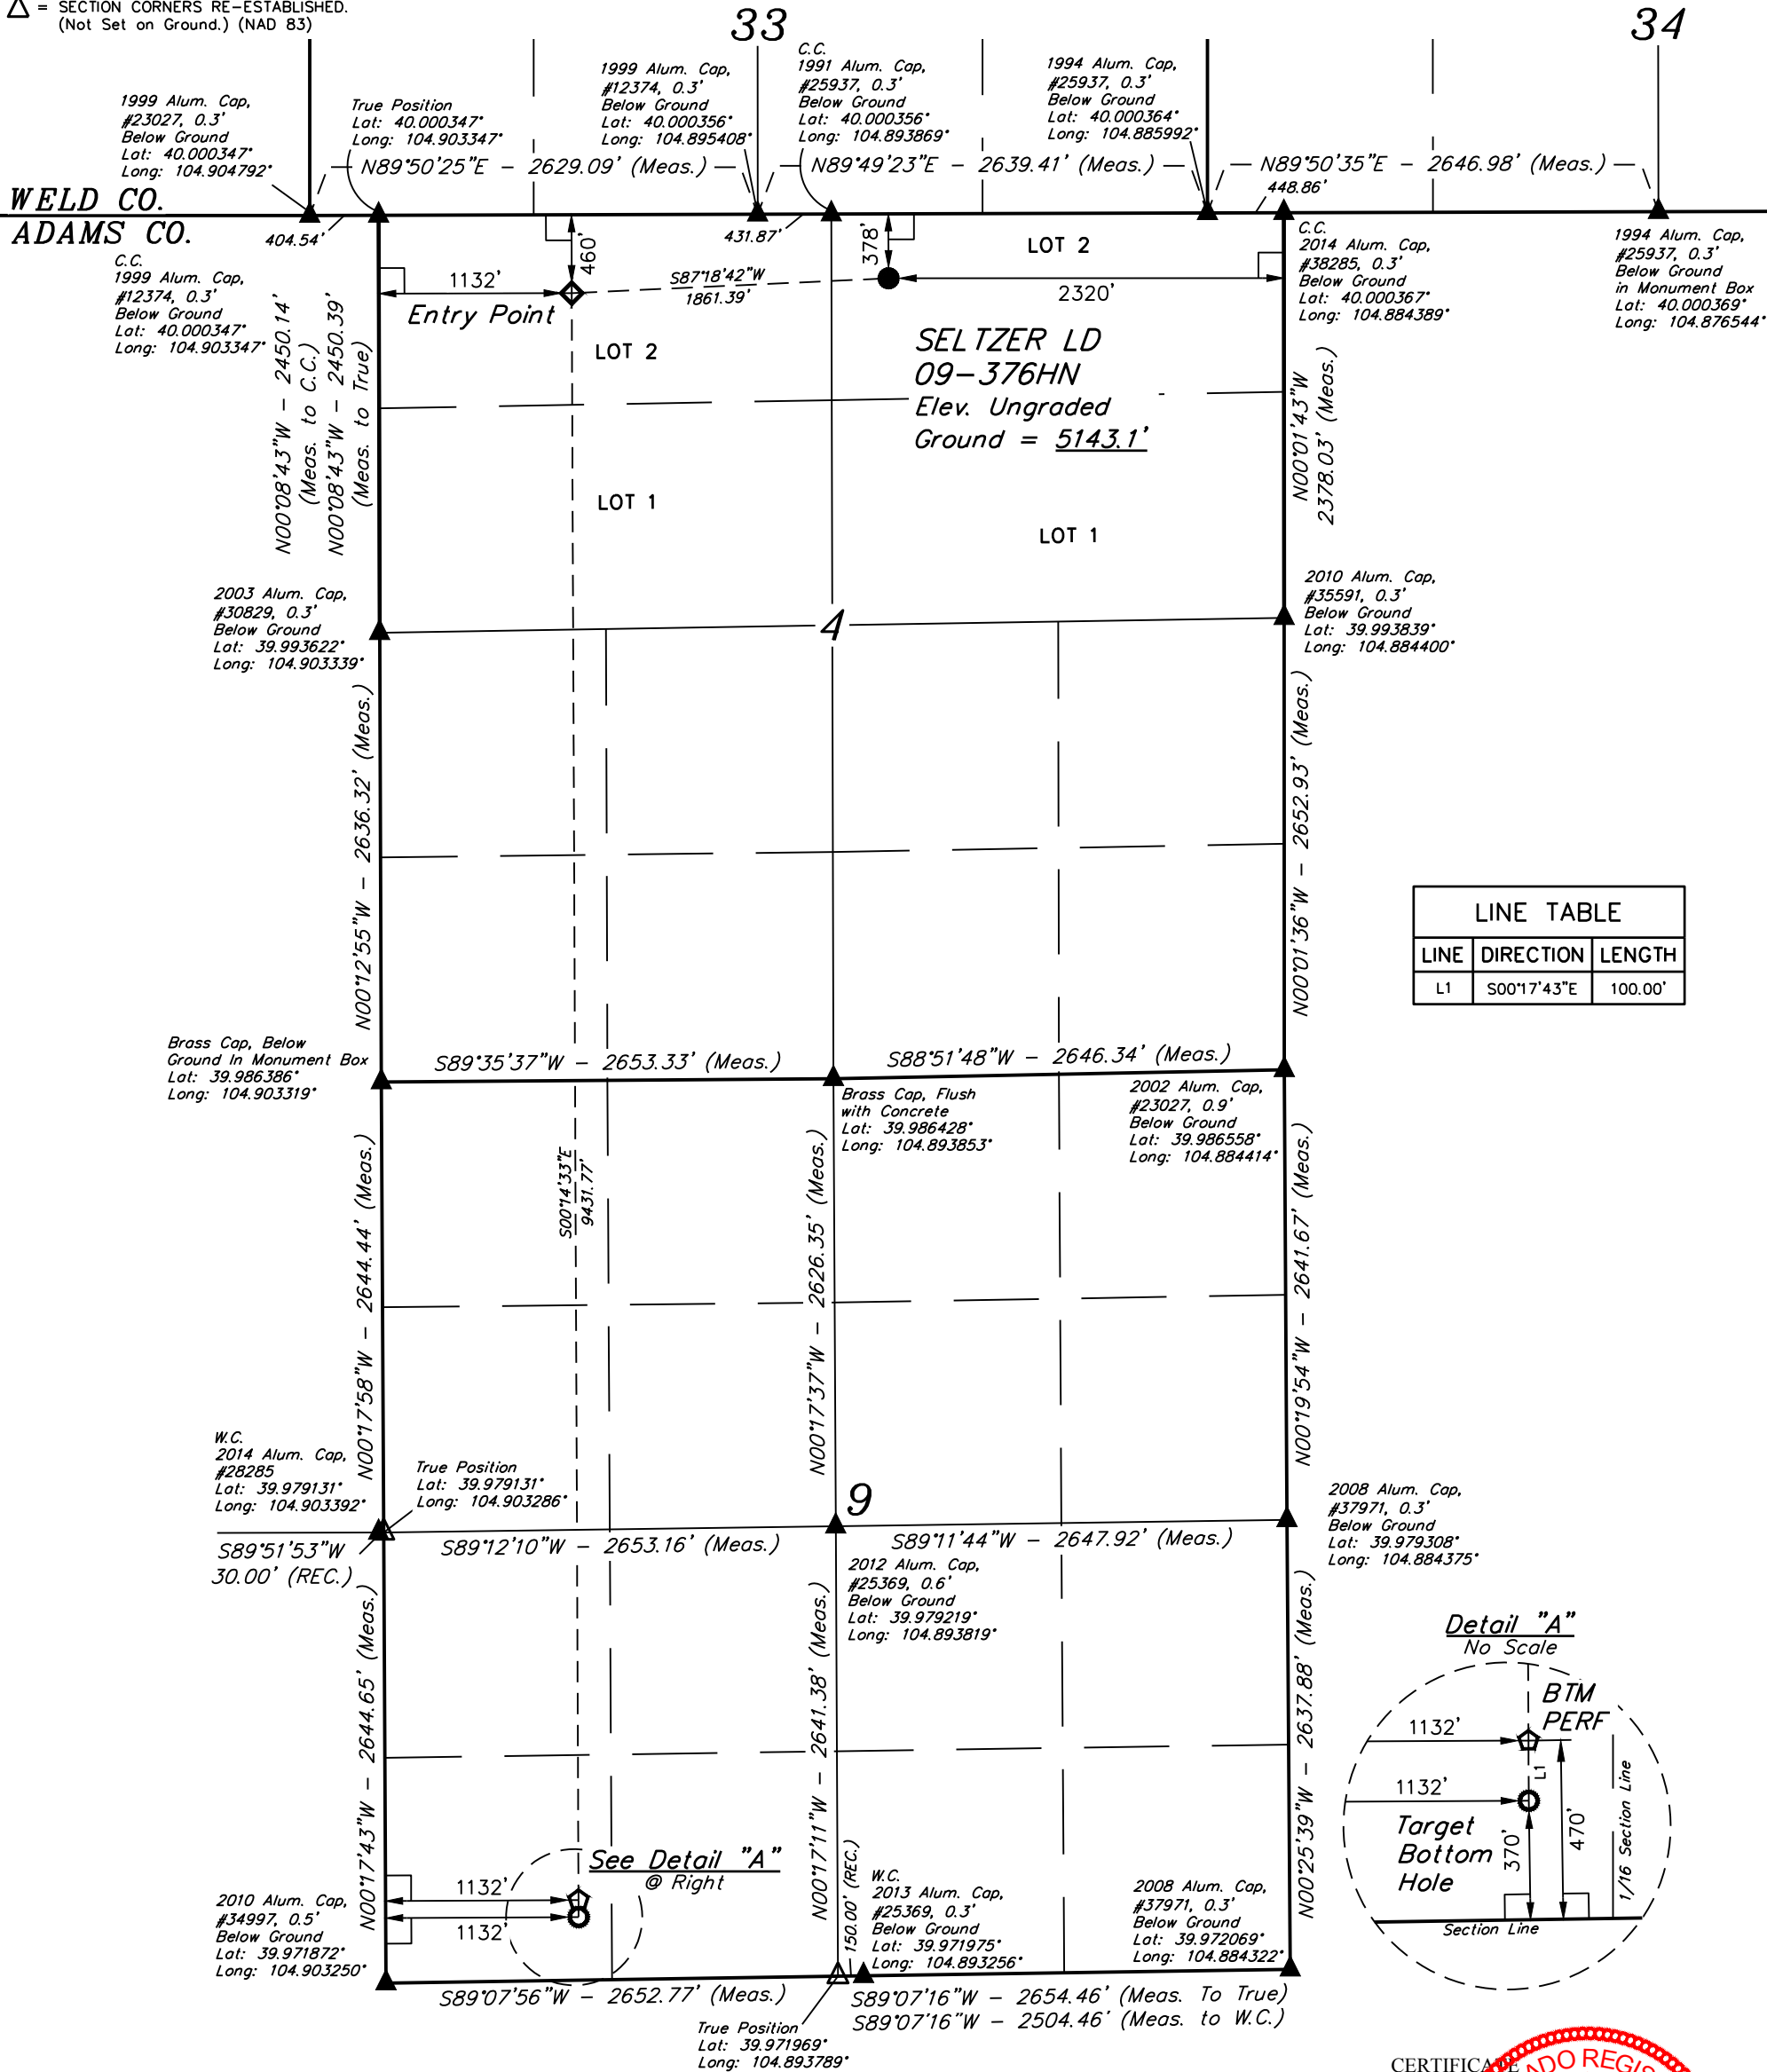 = SECTION CORNERS RE-ESTABLISHED.
(Not Set on Ground.) (NAD 83)
33
34
1999 Alum. Cap,
#23027, 0.3'
Below Ground
Lat: 40.000347°
Long: 104.904792°
True Position
Lat: 40.000347°
Long: 104.903347°
1999 Alum. Cap,
#12374, 0.3'
Below Ground
Lat: 40.000356°
Long: 104.895408°
C.C.
1991 Alum. Cap,
#25937, 0.3'
Below Ground
Lat: 40.000356°
Long: 104.893869°
1994 Alum. Cap,
#25937, 0.3'
Below Ground
Lat: 40.000364°
Long: 104.885992°
N89°50'25"E - 2629.09' (Meas.)
N89°49'23"E - 2639.41' (Meas.)
N89°50'35"E - 2646.98' (Meas.)
448.86'
WELD CO.
ADAMS CO.
404.54'
431.87'
C.C.
1999 Alum. Cap,
#12374, 0.3'
Below Ground
Lat: 40.000347°
Long: 104.903347°
1132'
460'
Entry Point
S87°18'42"W
1861.39'
378'
LOT 2
2320'
C.C.
2014 Alum. Cap,
#38285, 0.3'
Below Ground
Lat: 40.000367°
Long: 104.884389°
1994 Alum. Cap,
#25937, 0.3'
Below Ground
in Monument Box
Lat: 40.000369°
Long: 104.876544°
N00°08'43"W - 2450.14'
(Meas. to C.C.)
N00°08'43"W - 2450.39'
(Meas. to True)
LOT 2
SELTZER LD
09-376HN
Elev. Ungraded
Ground = 5143.1'
N00°01'43"W
2378.03' (Meas.)
LOT 1
LOT 1
2003 Alum. Cap,
#30829, 0.3'
Below Ground
Lat: 39.993622°
Long: 104.903339°
4
2010 Alum. Cap,
#35591, 0.3'
Below Ground
Lat: 39.993839°
Long: 104.884400°
N00°12'55"W - 2636.32' (Meas.)
N00°01'36"W - 2652.93' (Meas.)
LINE TABLE
LINE DIRECTION LENGTH
L1 S00°17'43"E 100.00'
Brass Cap, Below
Ground In Monument Box
Lat: 39.986386°
Long: 104.903319°
S89°35'37"W - 2653.33' (Meas.)
S88°51'48"W - 2646.34' (Meas.)
Brass Cap, Flush
with Concrete
Lat: 39.986428°
Long: 104.893853°
2002 Alum. Cap,
#23027, 0.9'
Below Ground
Lat: 39.986558°
Long: 104.884414°
N00°17'58"W - 2644.44' (Meas.)
S00°14'33"E
9431.77'
N00°17'37"W - 2626.35' (Meas.)
N00°19'54"W - 2641.67' (Meas.)
W.C.
2014 Alum. Cap,
#28285
Lat: 39.979131°
Long: 104.903392°
True Position
Lat: 39.979131°
Long: 104.903286°
9
2008 Alum. Cap,
#37971, 0.3'
Below Ground
Lat: 39.979308°
Long: 104.884375°
S89°51'53"W
30.00' (REC.)
S89°12'10"W - 2653.16' (Meas.)
S89°11'44"W - 2647.92' (Meas.)
2012 Alum. Cap,
#25369, 0.6'
Below Ground
Lat: 39.979219°
Long: 104.893819°
N00°17'43"W - 2644.65' (Meas.)
N00°17'11"W - 2641.38' (Meas.)
N00°25'39"W - 2637.88' (Meas.)
Detail "A"
No Scale
BTM
PERF
1132'
L1
1132'
Target
Bottom
Hole
370'
470'
1/16 Section Line
Section Line
See Detail "A"
@ Right
1132'
1132'
2010 Alum. Cap,
#34997, 0.5'
Below Ground
Lat: 39.971872°
Long: 104.903250°
150.00' (REC.)
W.C.
2013 Alum. Cap,
#25369, 0.3'
Below Ground
Lat: 39.971975°
Long: 104.893256°
2008 Alum. Cap,
#37971, 0.3'
Below Ground
Lat: 39.972069°
Long: 104.884322°
S89°07'56"W - 2652.77' (Meas.)
S89°07'16"W - 2654.46' (Meas. To True)
S89°07'16"W - 2504.46' (Meas. to W.C.)
True Position
Lat: 39.971969°
Long: 104.893789°